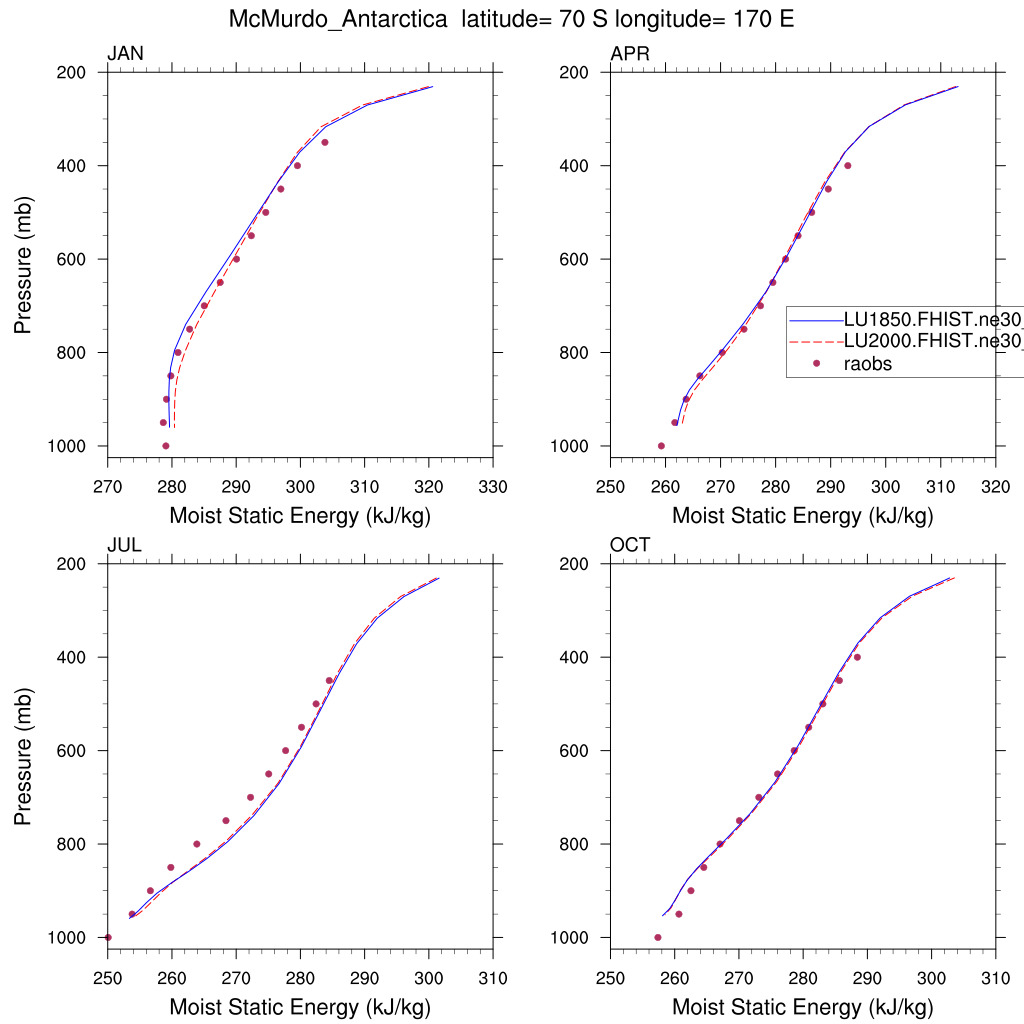 McMurdo_Antarctica latitude= 70 S longitude= 170 E
JAN
200
400
600
800
1000
270 280 290 300 310 320 330
Pressure (mb)
Moist Static Energy (kJ/kg)
APR
200
400
600
800
1000
250 260 270 280 290 300 310 320
Moist Static Energy (kJ/kg)
LU1850.FHIST.ne30_
LU2000.FHIST.ne30_
raobs
JUL
200
400
600
800
1000
250 260 270 280 290 300 310
Pressure (mb)
Moist Static Energy (kJ/kg)
OCT
200
400
600
800
1000
250 260 270 280 290 300 310
Moist Static Energy (kJ/kg)